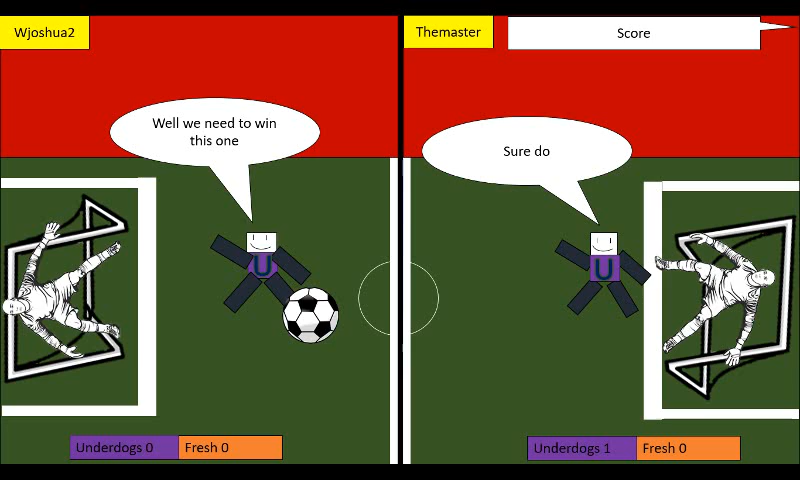 Wjoshua2
Well we need to win
this one
U
Underdogs 0
Fresh 0
Themaster
Score
Sure do
U
Underdogs 1
Fresh 0